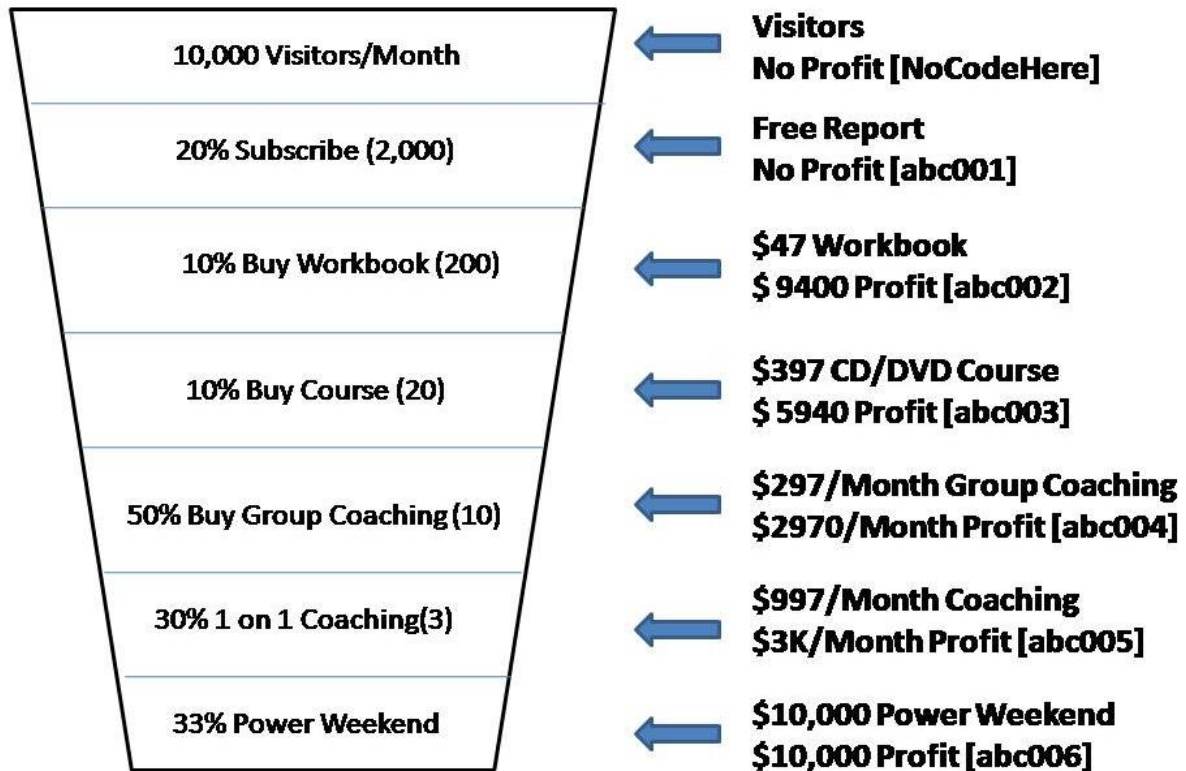 10,000 Visitors/Month
Visitors
No Profit [NoCodeHere]
20% Subscribe (2,000)
Free Report
No Profit [abc001]
10% Buy Workbook (200)
$47 Workbook
$ 9400 Profit [abc002]
10% Buy Course (20)
$397 CD/DVD Course
$ 5940 Profit [abc003]
50% Buy Group Coaching (10)
$297/Month Group Coaching
$2970/Month Profit [abc004]
30% 1 on 1 Coaching(3)
$997/Month Coaching
$3K/Month Profit [abc005]
33% Power Weekend
$10,000 Power Weekend
$10,000 Profit [abc006]